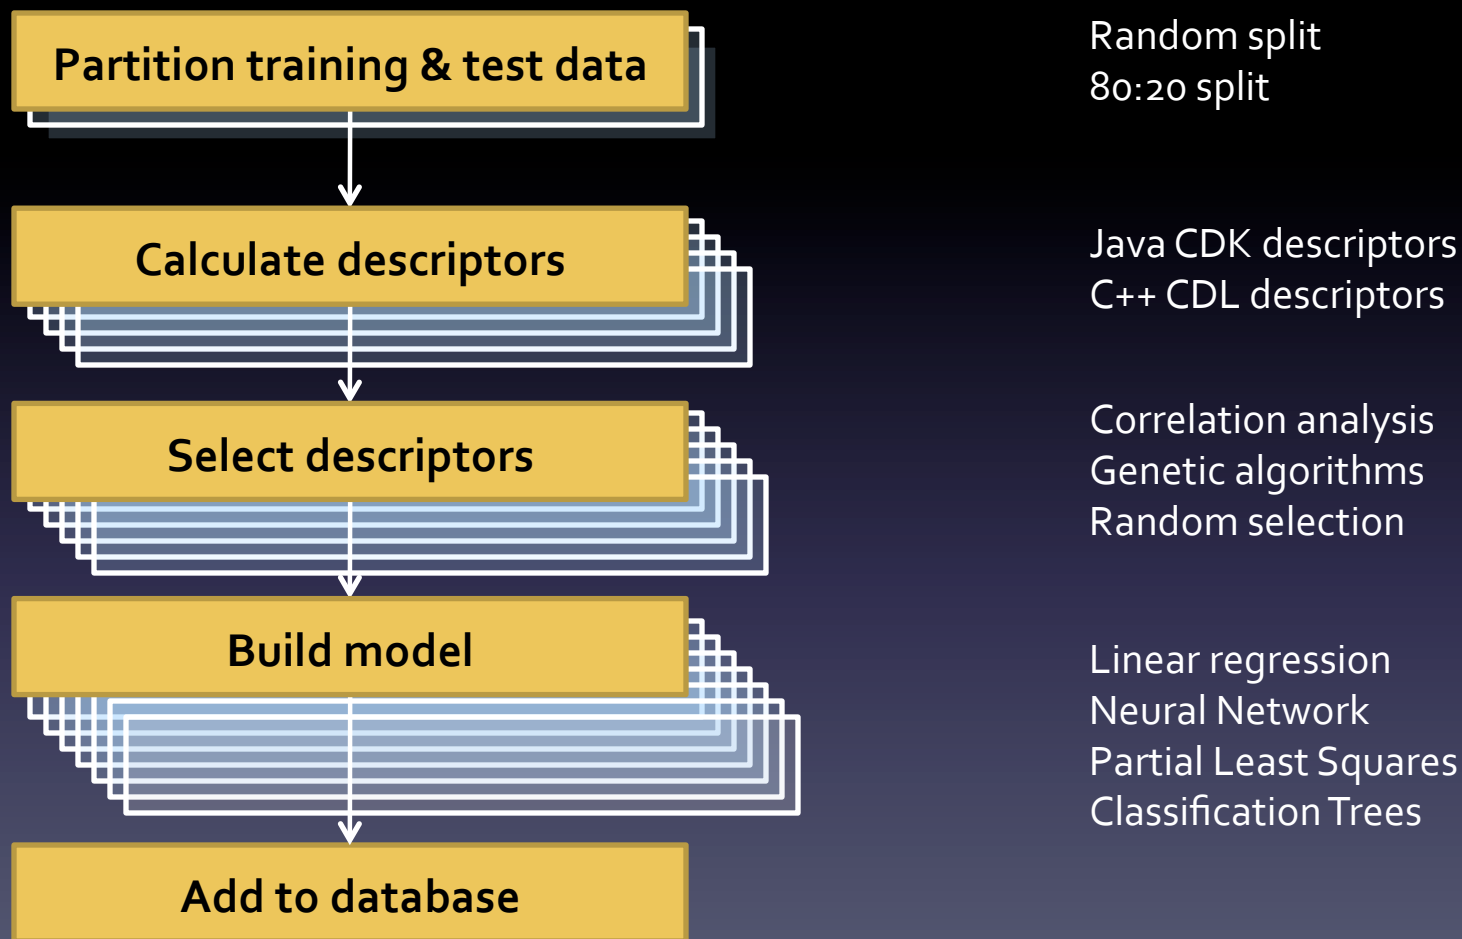 Partition training & test data
Random split
80:20 split
Calculate descriptors
Java CDK descriptors
C++ CDL descriptors
Select descriptors
Correlation analysis
Genetic algorithms
Random selection
Build model
Linear regression
Neural Network
Partial Least Squares
Classification Trees
Add to database